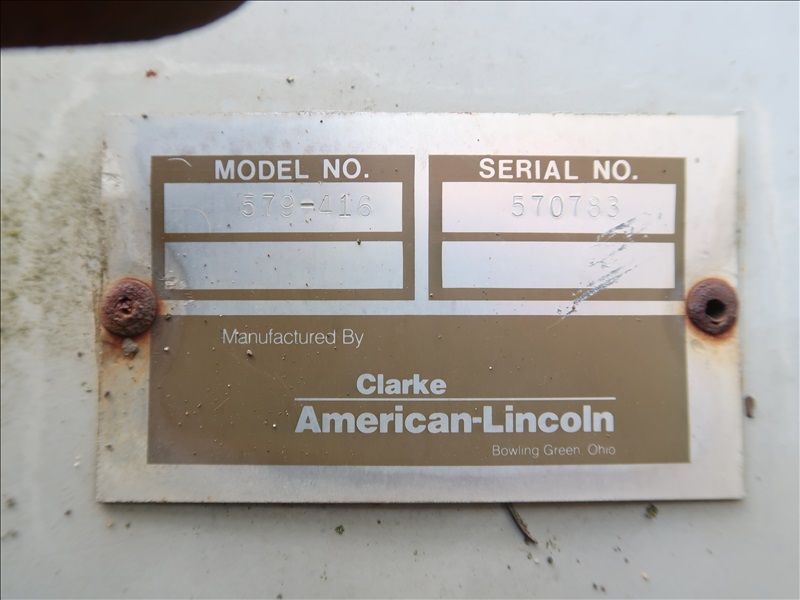 MODEL NO. SERIAL NO.
579-416 570783
Manufactured By
Clarke
American-Lincoln
Bowling Green, Ohio